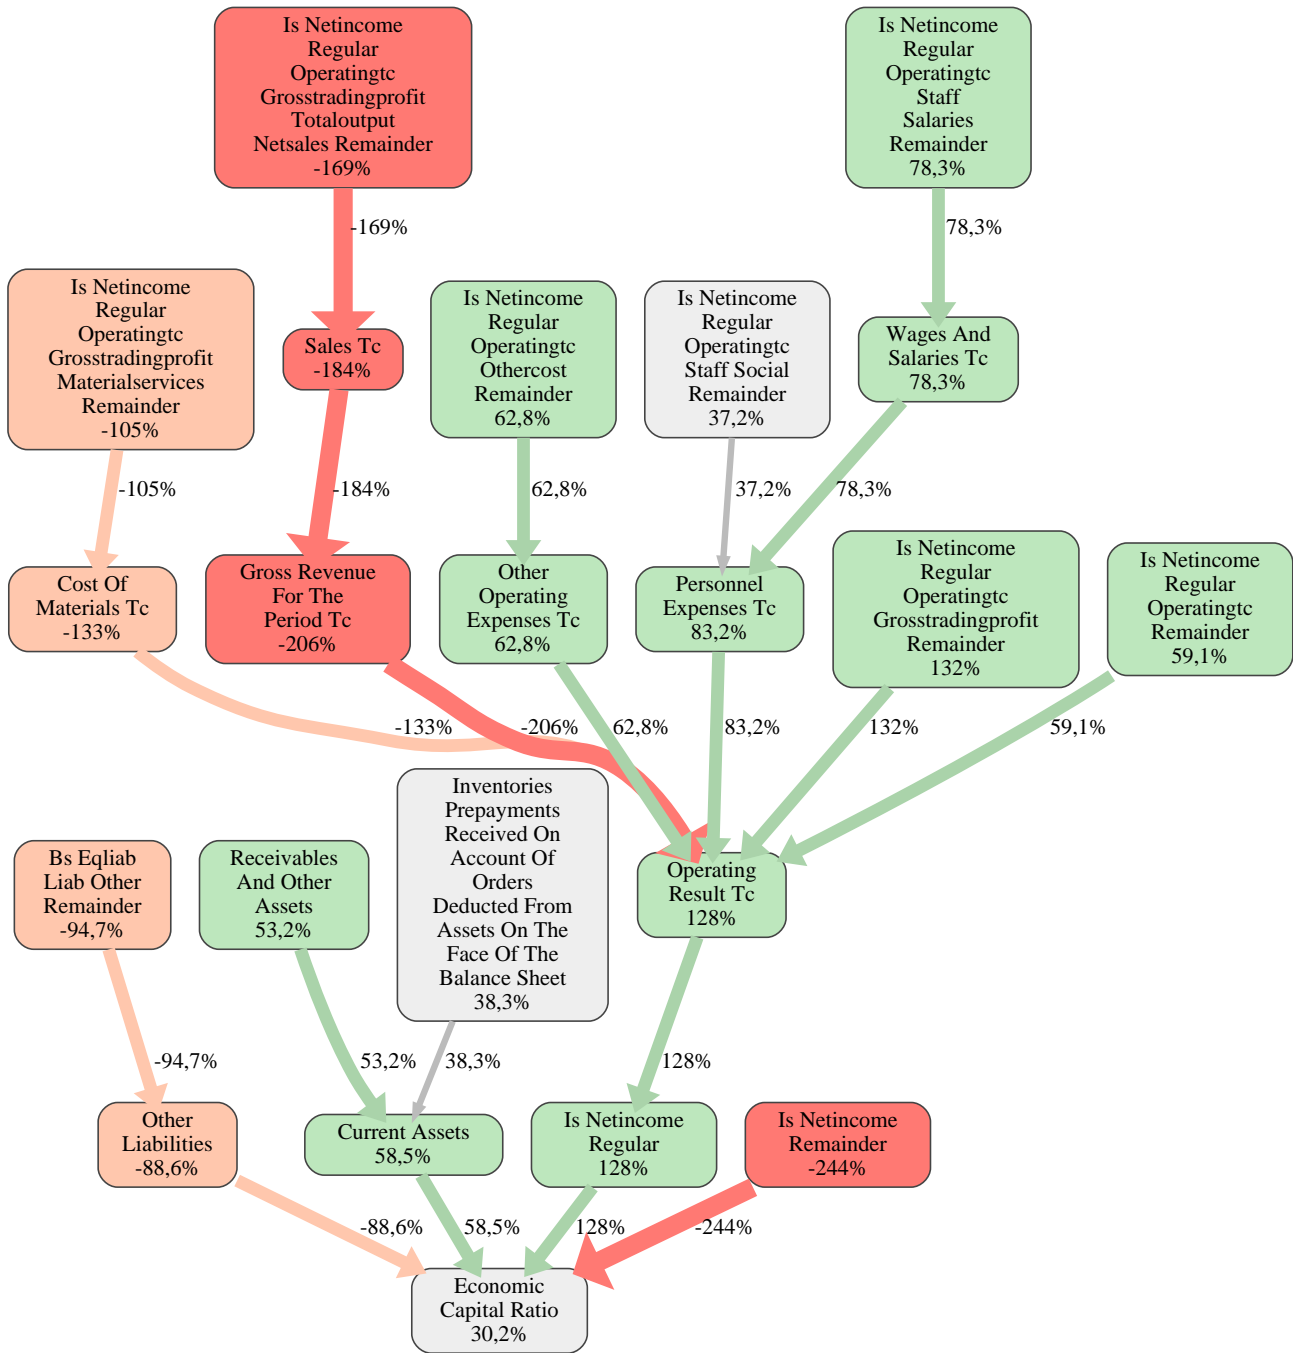 Is Netincome
Regular
Operatingtc
Grosstradingprofit
Totaloutput
Netsales Remainder
-169%
Is Netincome
Regular
Operatingtc
Staff
Salaries
Remainder
78,3%
-169%
78,3%
Is Netincome
Regular
Operatingtc
Grosstradingprofit
Materialservices
Remainder
-105%
Sales Tc
-184%
Is Netincome
Regular
Operatingtc
Othercost
Remainder
62,8%
Is Netincome
Regular
Operatingtc
Staff Social
Remainder
37,2%
Wages And
Salaries Tc
78,3%
-105%
-184%
62,8%
37,2%
78,3%
Cost Of
Materials Tc
-133%
Gross Revenue
For The
Period Tc
-206%
Other
Operating
Expenses Tc
62,8%
Personnel
Expenses Tc
83,2%
Is Netincome
Regular
Operatingtc
Grosstradingprofit
Remainder
132%
Is Netincome
Regular
Operatingtc
Remainder
59,1%
-133%
-206%
62,8%
83,2%
132%
59,1%
Bs Eqliab
Liab Other
Remainder
-94,7%
Receivables
And Other
Assets
53,2%
Inventories
Prepayments
Received On
Account Of
Orders
Deducted From
Assets On The
Face Of The
Balance Sheet
38,3%
Operating
Result Tc
128%
-94,7%
53,2%
38,3%
128%
Other
Liabilities
-88,6%
Current Assets
58,5%
Is Netincome
Regular
128%
Is Netincome
Remainder
-244%
-88,6%
58,5%
128%
-244%
Economic
Capital Ratio
30,2%